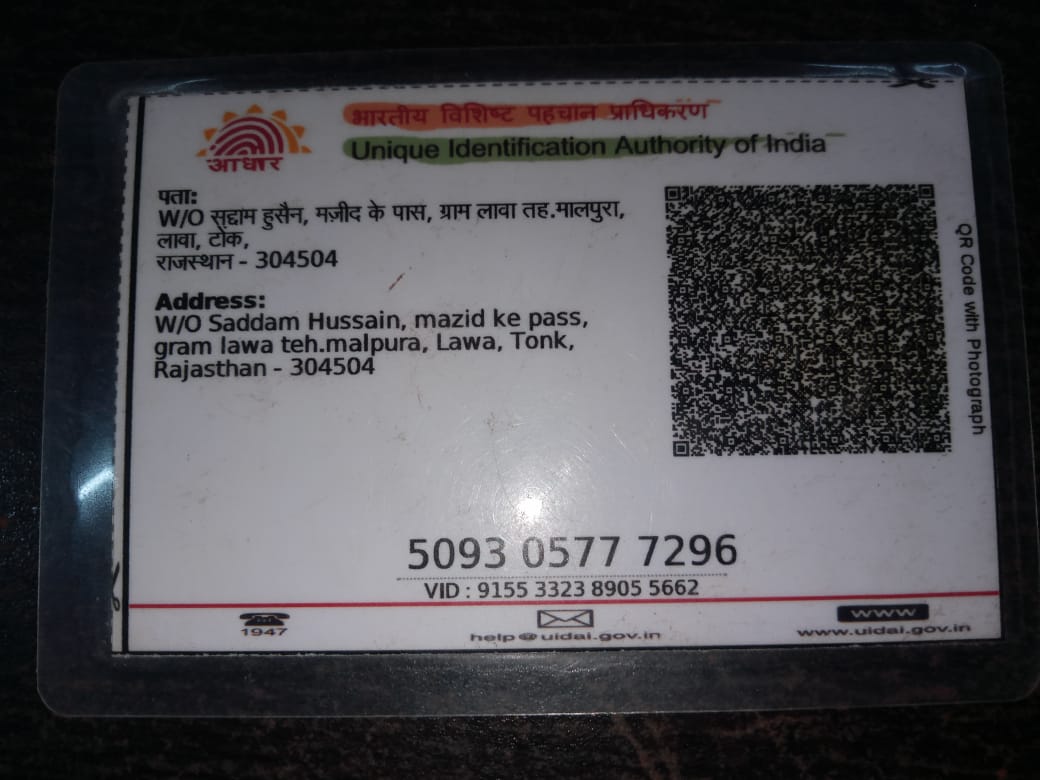 भारतीय विशिष्ट पहचान प्राधिकरण
आधार
Unique Identification Authority of India
पता:
W/O सद्दाम हुसैन, मज़ीद के पास, ग्राम लावा तह.मालपुरा,
लावा, टोंक,
राजस्थान - 304504
Address:
W/O Saddam Hussain, mazid ke pass,
gram lawa teh.malpura, Lawa, Tonk,
Rajasthan - 304504
QR Code with Photograph
5093 0577 7296
VID : 9155 3323 8905 5662
1947
help@uidai.gov.in
www
www.uidai.gov.in